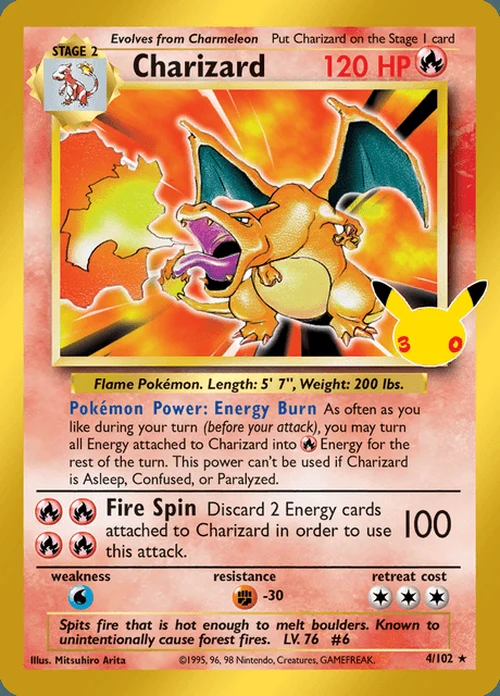 Evolves from Charmeleon Put Charizard on the Stage 1 card
STAGE 2
Charizard 120 HP
30
Flame Pokémon. Length: 5' 7", Weight: 200 lbs.
Pokémon Power: Energy Burn As often as you
like during your turn (before your attack), you may turn
all Energy attached to Charizard into Energy for the
rest of the turn. This power can't be used if Charizard
is Asleep, Confused, or Paralyzed.
Fire Spin Discard 2 Energy cards
attached to Charizard in order to use
this attack.
100
weakness resistance retreat cost
-30
Spits fire that is hot enough to melt boulders. Known to
unintentionally cause forest fires. LV. 76 #6
Illus. Mitsuhiro Arita ©1995, 96, 98 Nintendo, Creatures, GAMEFREAK. 4/102 ★